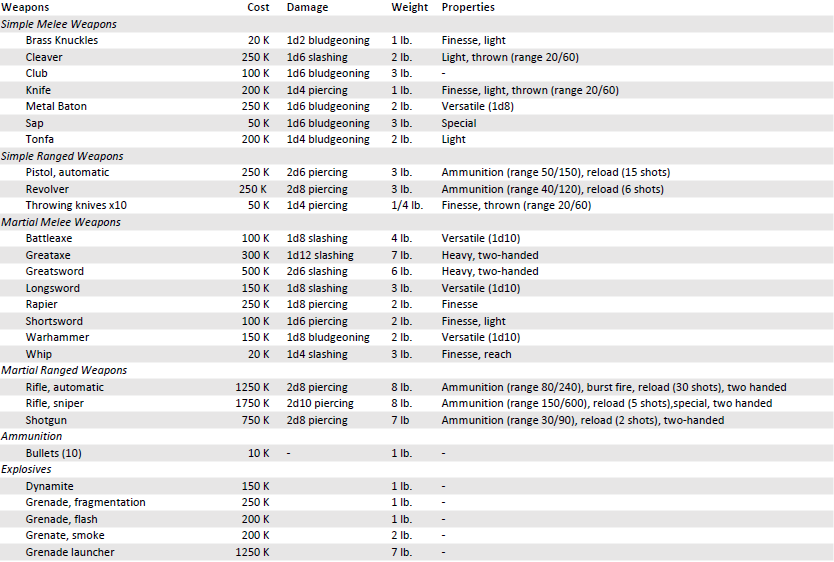 Weapons Cost Damage Weight Properties
Simple Melee Weapons
Brass Knuckles 20 K 1d2 bludgeoning 1 lb. Finesse, light
Cleaver 250 K 1d6 slashing 2 lb. Light, thrown (range 20/60)
Club 100 K 1d6 bludgeoning 3 lb. -
Knife 200 K 1d4 piercing 1 lb. Finesse, light, thrown (range 20/60)
Metal Baton 250 K 1d6 bludgeoning 2 lb. Versatile (1d8)
Sap 50 K 1d6 bludgeoning 3 lb. Special
Tonfa 200 K 1d4 bludgeoning 2 lb. Light
Simple Ranged Weapons
Pistol, automatic 250 K 2d6 piercing 3 lb. Ammunition (range 50/150), reload (15 shots)
Revolver 250 K 2d8 piercing 3 lb. Ammunition (range 40/120), reload (6 shots)
Throwing knives x10 50 K 1d4 piercing 1/4 lb. Finesse, thrown (range 20/60)
Martial Melee Weapons
Battleaxe 100 K 1d8 slashing 4 lb. Versatile (1d10)
Greataxe 300 K 1d12 slashing 7 lb. Heavy, two-handed
Greatsword 500 K 2d6 slashing 6 lb. Heavy, two-handed
Longsword 150 K 1d8 slashing 3 lb. Versatile (1d10)
Rapier 250 K 1d8 piercing 2 lb. Finesse
Shortsword 100 K 1d6 piercing 2 lb. Finesse, light
Warhammer 150 K 1d8 bludgeoning 2 lb. Versatile (1d10)
Whip 20 K 1d4 slashing 3 lb. Finesse, reach
Martial Ranged Weapons
Rifle, automatic 1250 K 2d8 piercing 8 lb. Ammunition (range 80/240), burst fire, reload (30 shots), two handed
Rifle, sniper 1750 K 2d10 piercing 8 lb. Ammunition (range 150/600), reload (5 shots),special, two handed
Shotgun 750 K 2d8 piercing 7 lb Ammunition (range 30/90), reload (2 shots), two-handed
Ammunition
Bullets (10) 10 K - 1 lb. -
Explosives
Dynamite 150 K 1 lb. -
Grenade, fragmentation 250 K 1 lb. -
Grenade, flash 200 K 1 lb. -
Grenate, smoke 200 K 2 lb. -
Grenade launcher 1250 K 7 lb. -